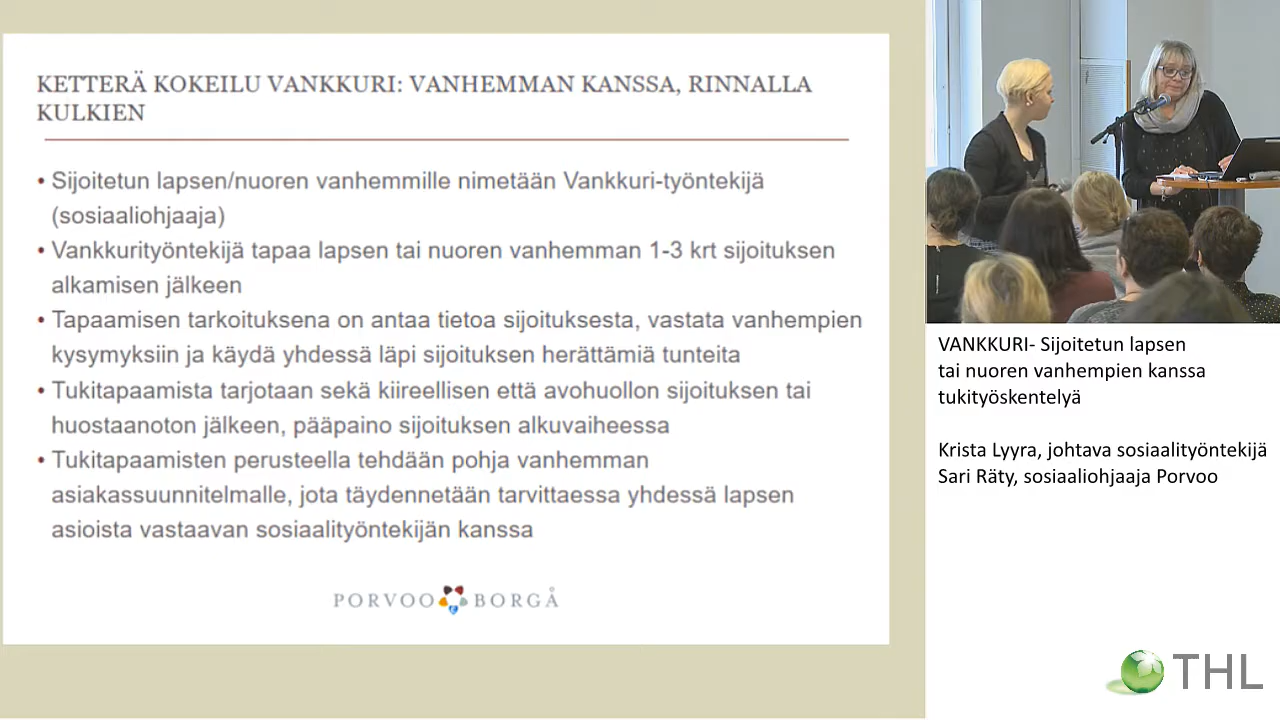 KETTERÄ KOKEILU VANKKURI: VANHEMMAN KANSSA, RINNALLA
KULKIEN
• Sijoitetun lapsen/nuoren vanhemmille nimetään Vankkuri-työntekijä
(sosiaaliohjaaja)
• Vankkurityöntekijä tapaa lapsen tai nuoren vanhemman 1-3 krt sijoituksen
alkamisen jälkeen
• Tapaamisen tarkoituksena on antaa tietoa sijoituksesta, vastata vanhempien
kysymyksiin ja käydä yhdessä läpi sijoituksen herättämiä tunteita
• Tukitapaamista tarjotaan sekä kiireellisen että avohuollon sijoituksen tai
huostaanoton jälkeen, pääpaino sijoituksen alkuvaiheessa
• Tukitapaamisten perusteella tehdään pohja vanhemman
asiakassuunnitelmalle, jota täydennetään tarvittaessa yhdessä lapsen
asioista vastaavan sosiaalityöntekijän kanssa
PORVOO BORGÅ
VANKKURI- Sijoitetun lapsen
tai nuoren vanhempien kanssa
tukityöskentelyä
Krista Lyyra, johtava sosiaalityöntekijä
Sari Räty, sosiaaliohjaaja Porvoo
THL